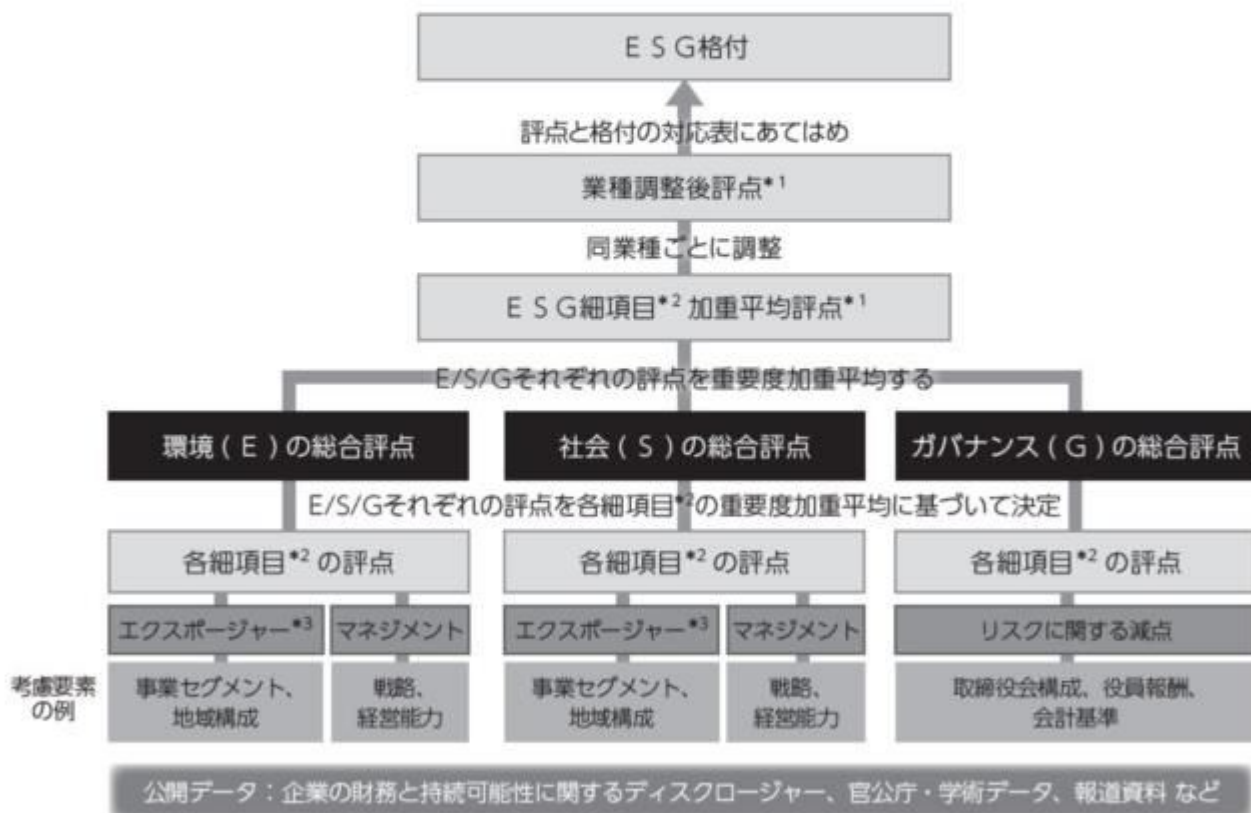 ESG格付
評点と格付の対応表にあてはめ
業種調整後評点*1
同業種ごとに調整
ESG細項目*2 加重平均評点*1
E/S/Gそれぞれの評点を重要度加重平均する
環境(E)の総合評点
社会(S)の総合評点
ガバナンス(G)の総合評点
E/S/Gそれぞれの評点を各細項目*2の重要度加重平均に基づいて決定
各細項目*2 の評点
各細項目*2 の評点
各細項目*2 の評点
エクスポージャー*3
マネジメント
エクスポージャー*3
マネジメント
リスクに関する減点
考慮要素
の例
事業セグメント、
地域構成
戦略、
経営能力
事業セグメント、
地域構成
戦略、
経営能力
取締役会構成、役員報酬、
会計基準
公開データ：企業の財務と持続可能性に関するディスクロージャー、官公庁・学術データ、報道資料 など